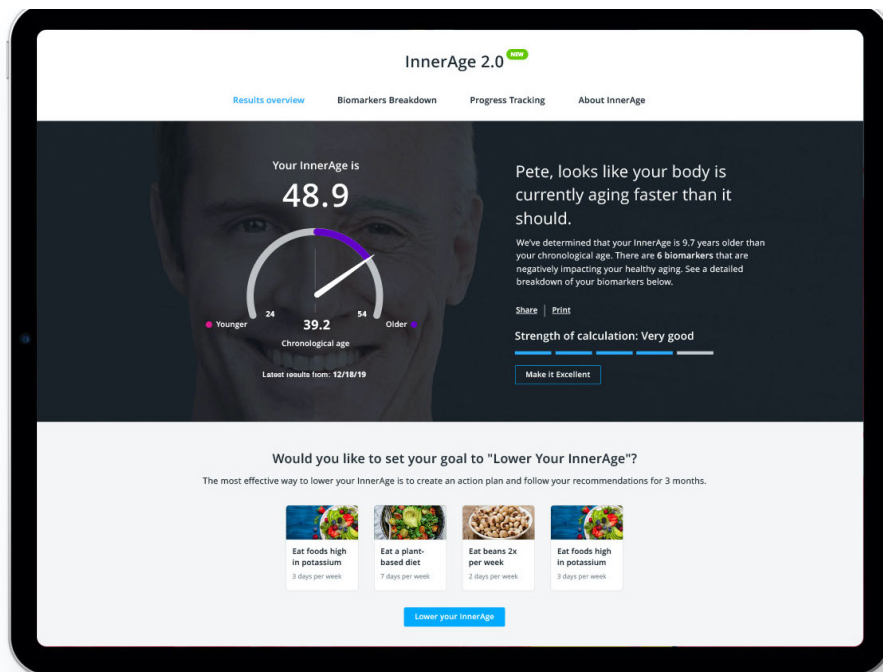 InnerAge 2.0 NEW
Results overview Biomarkers Breakdown Progress Tracking About InnerAge
Your InnerAge is
48.9
24 54
Younger 39.2 Older
Chronological age
Latest results from: 12/18/19
Pete, looks like your body is
currently aging faster than it
should.
We've determined that your InnerAge is 9.7 years older than
your chronological age. There are 6 biomarkers that are
negatively impacting your healthy aging. See a detailed
breakdown of your biomarkers below.
Share | Print
Strength of calculation: Very good
Make it Excellent
Would you like to set your goal to "Lower Your InnerAge"?
The most effective way to lower your InnerAge is to create an action plan and follow your recommendations for 3 months.
Eat foods high
in potassium
3 days per week
Eat a plant-
based diet
7 days per week
Eat beans 2x
per week
2 days per week
Eat foods high
in potassium
3 days per week
Lower your InnerAge